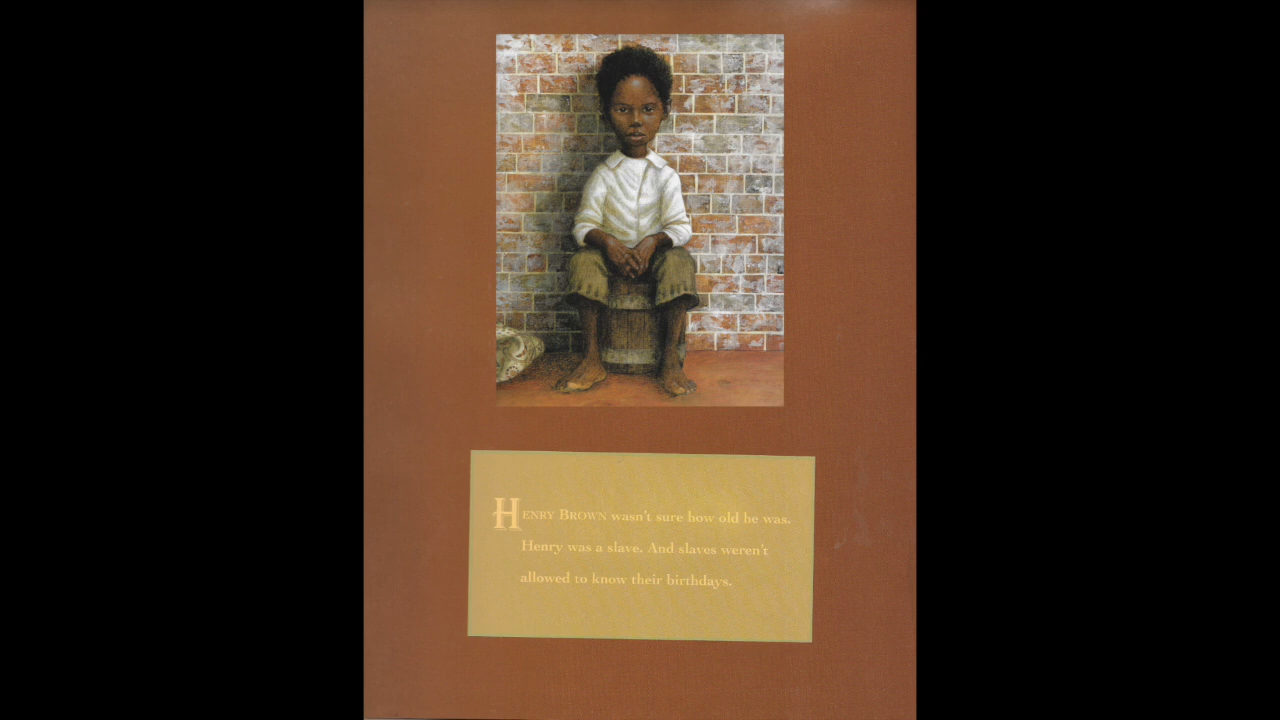 HENRY BROWN wasn't sure how old he was.
Henry was a slave. And slaves weren't
allowed to know their birthdays.